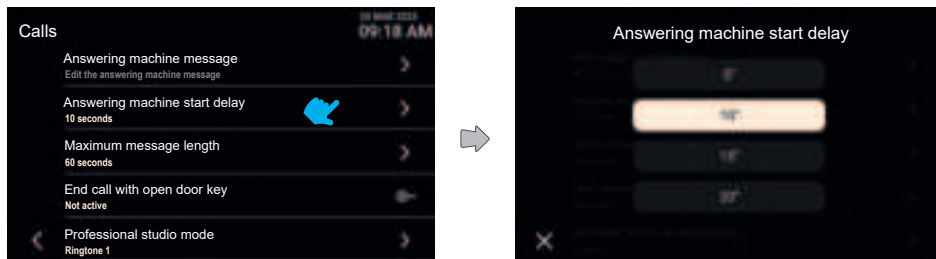 Calls
09:18 AM
Answering machine message
Edit the answering machine message
Answering machine start delay
10 seconds
Maximum message length
60 seconds
End call with open door key
Not active
Professional studio mode
Ringtone 1
Answering machine start delay